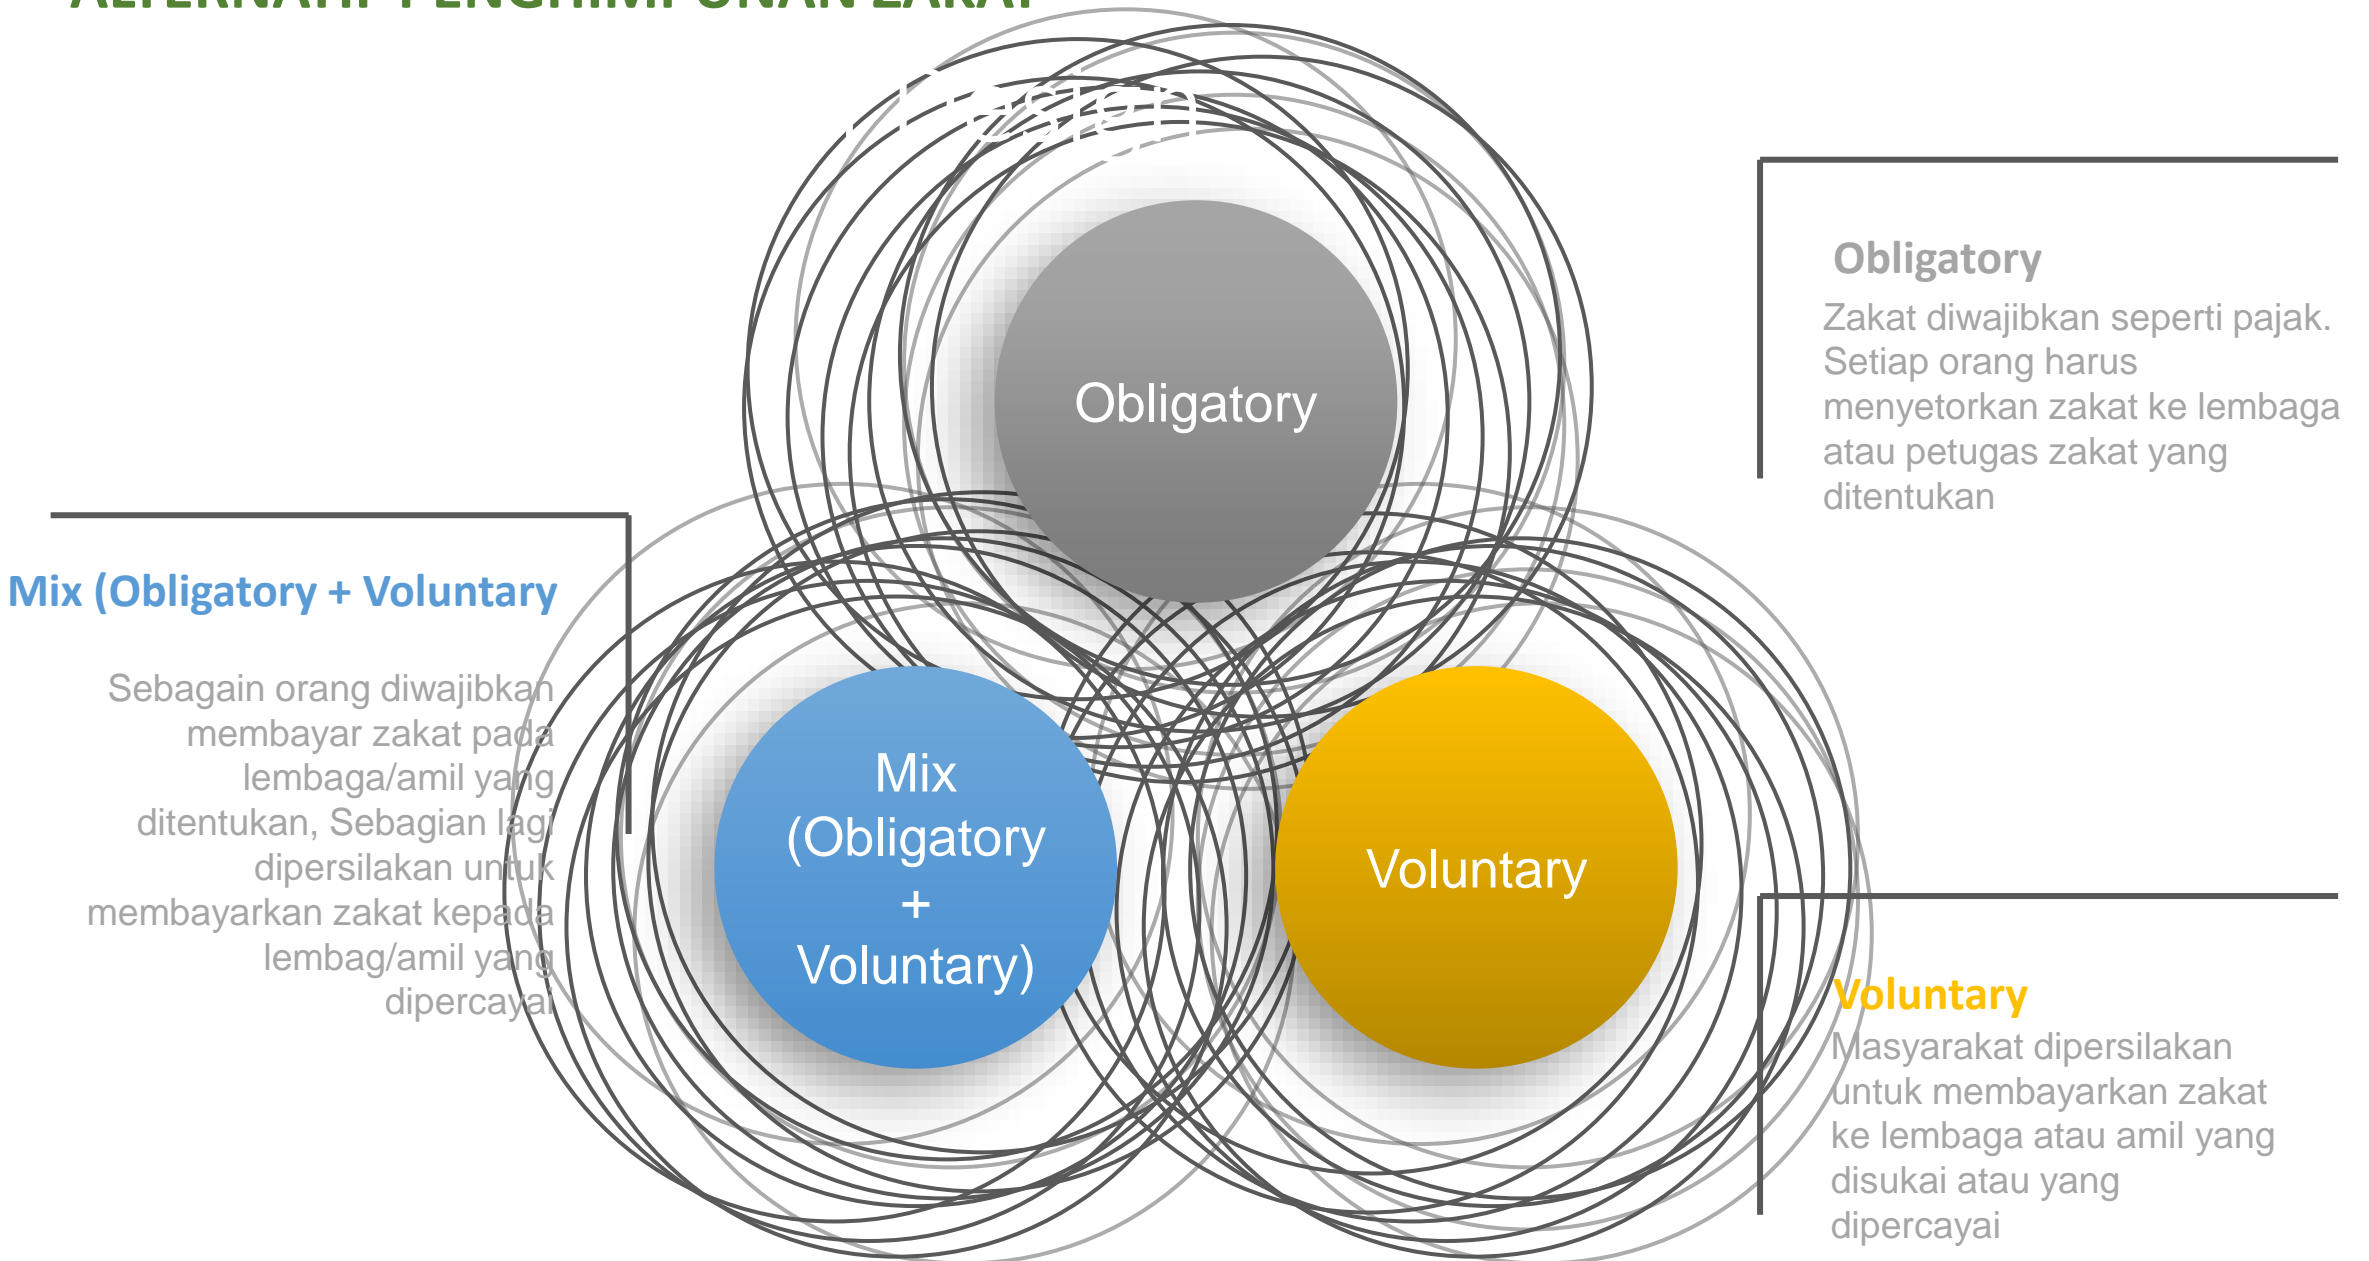 ALTERNATIF PENGHIMPUNAN ZAKAT
Obligatory
Obligatory
Zakat diwajibkan seperti pajak.
Setiap orang harus
menyetorkan zakat ke lembaga
atau petugas zakat yang
ditentukan
Mix (Obligatory + Voluntary
Sebagain orang diwajibkan
membayar zakat pada
lembaga/amil yang
ditentukan, Sebagian lagi
dipersilakan untuk
membayarkan zakat kepada
lembag/amil yang
dipercayai
Mix
(Obligatory
+
Voluntary)
Voluntary
Voluntary
Masyarakat dipersilakan
untuk membayarkan zakat
ke lembaga atau amil yang
disukai atau yang
dipercayai